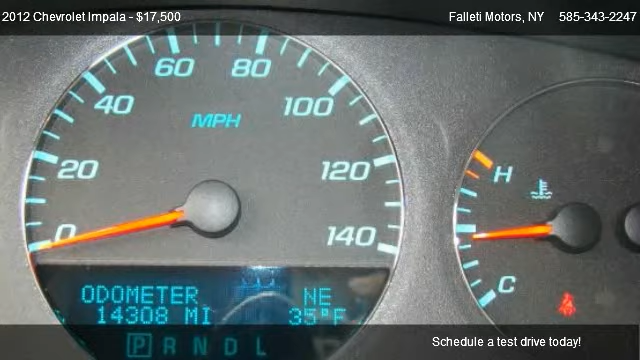 2012 Chevrolet Impala - $17,500
Falleti Motors, NY 585-343-2247
60 80
40 100
MPH
20 120
H
0 140
C
ODOMETER NE
14308 MI 35°F
P R N D L
Schedule a test drive today!